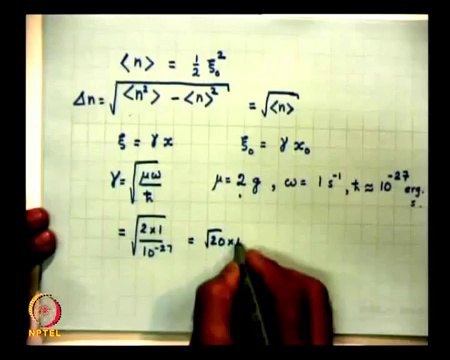 <n> = 1/2 ξ₀²
Δn = √(<n²> - <n>²) = √<n>
ξ = γ x    ξ₀ = γ x₀
γ = √(μω/ħ)    μ = 2 g , ω = 1 s⁻¹ , ħ ≈ 10⁻²⁷ erg. s.
= √(2 x 1/10⁻²⁷) = √20 x
NPTEL